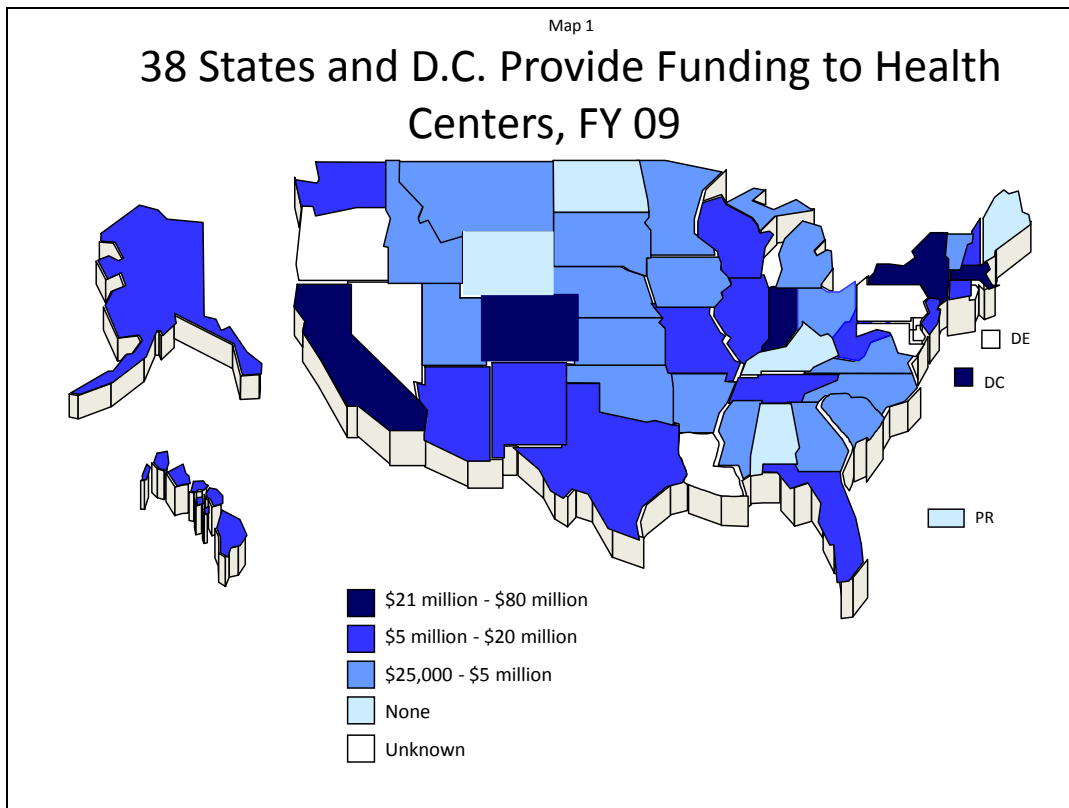 Map 1
38 States and D.C. Provide Funding to Health
Centers, FY 09
DE
DC
PR
$21 million - $80 million
$5 million - $20 million
$25,000 - $5 million
None
Unknown